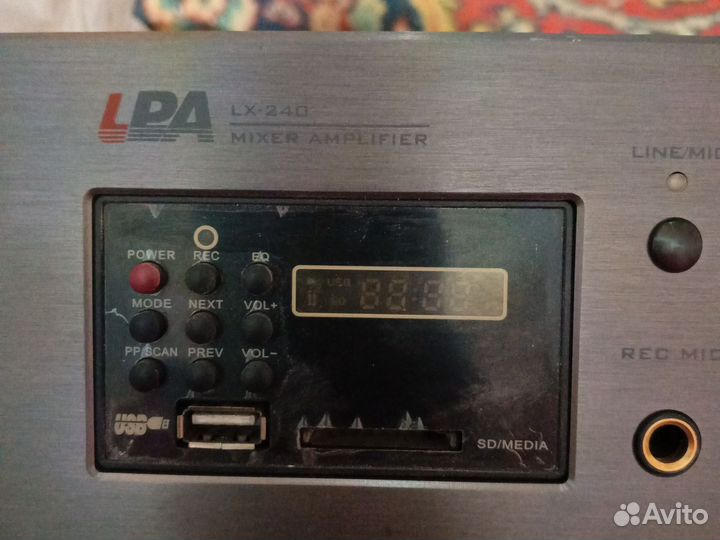 LPA
LX-240
MIXER AMPLIFIER
LINE/MIC
POWER REC EQ
MODE NEXT VOL+
PP/SCAN PREV VOL-
USB
SD/MEDIA
REC MIC
Avito